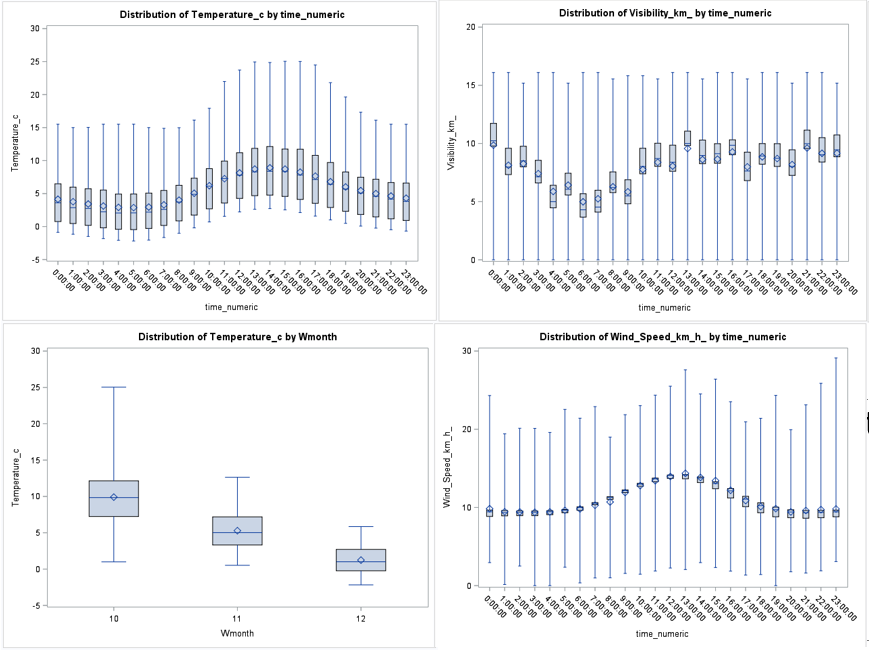 Distribution of Temperature_c by time_numeric
30
25
20
15
10
5
0
-5
Temperature_c
0:00:00 1:00:00 2:00:00 3:00:00 4:00:00 5:00:00 6:00:00 7:00:00 8:00:00 9:00:00 10:00:00 11:00:00 12:00:00 13:00:00 14:00:00 15:00:00 16:00:00 17:00:00 18:00:00 19:00:00 20:00:00 21:00:00 22:00:00 23:00:00
time_numeric
Distribution of Visibility_km_ by time_numeric
20
15
10
5
0
Visibility_km_
0:00:00 1:00:00 2:00:00 3:00:00 4:00:00 5:00:00 6:00:00 7:00:00 8:00:00 9:00:00 10:00:00 11:00:00 12:00:00 13:00:00 14:00:00 15:00:00 16:00:00 17:00:00 18:00:00 19:00:00 20:00:00 21:00:00 22:00:00 23:00:00
time_numeric
Distribution of Temperature_c by Wmonth
30
25
20
15
10
5
0
-5
Temperature_c
10 11 12
Wmonth
Distribution of Wind_Speed_km_h_ by time_numeric
30
20
10
0
Wind_Speed_km_h_
0:00:00 1:00:00 2:00:00 3:00:00 4:00:00 5:00:00 6:00:00 7:00:00 8:00:00 9:00:00 10:00:00 11:00:00 12:00:00 13:00:00 14:00:00 15:00:00 16:00:00 17:00:00 18:00:00 19:00:00 20:00:00 21:00:00 22:00:00 23:00:00
time_numeric